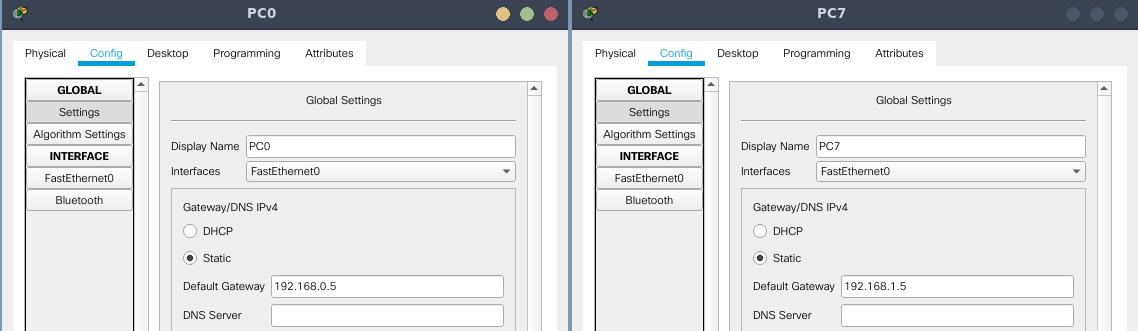 PC0
Physical Config Desktop Programming Attributes
GLOBAL
Settings
Algorithm Settings
INTERFACE
FastEthernet0
Bluetooth
Global Settings
Display Name PC0
Interfaces FastEthernet0
Gateway/DNS IPv4
DHCP
Static
Default Gateway 192.168.0.5
DNS Server
PC7
Physical Config Desktop Programming Attributes
GLOBAL
Settings
Algorithm Settings
INTERFACE
FastEthernet0
Bluetooth
Global Settings
Display Name PC7
Interfaces FastEthernet0
Gateway/DNS IPv4
DHCP
Static
Default Gateway 192.168.1.5
DNS Server